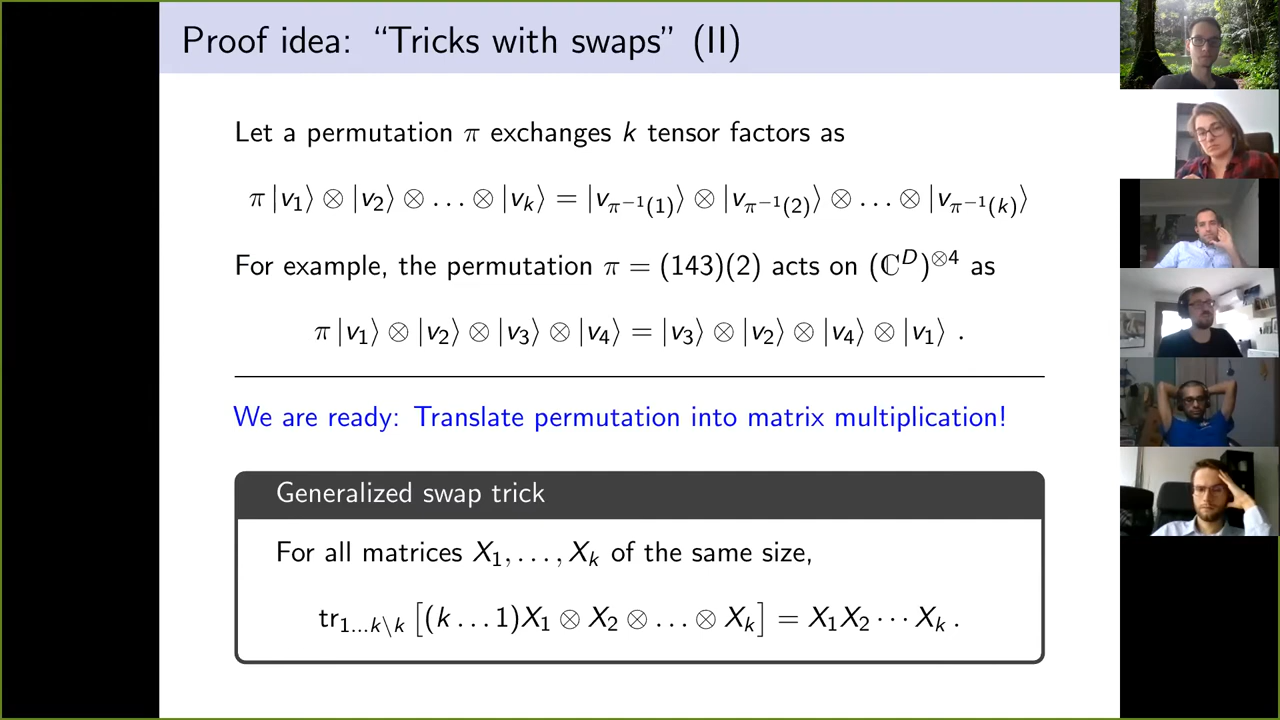 Proof idea: “Tricks with swaps” (II)
Let a permutation π exchanges k tensor factors as
π |v₁⟩ ⊗ |v₂⟩ ⊗ … ⊗ |vₖ⟩ = |v_{π⁻¹(1)}⟩ ⊗ |v_{π⁻¹(2)}⟩ ⊗ … ⊗ |v_{π⁻¹(k)}⟩
For example, the permutation π = (143)(2) acts on (ℂᴰ)^{⊗4} as
π |v₁⟩ ⊗ |v₂⟩ ⊗ |v₃⟩ ⊗ |v₄⟩ = |v₃⟩ ⊗ |v₂⟩ ⊗ |v₄⟩ ⊗ |v₁⟩ .
We are ready: Translate permutation into matrix multiplication!
Generalized swap trick
For all matrices X₁, …, Xₖ of the same size,
tr_{1…k\k} [(k … 1)X₁ ⊗ X₂ ⊗ … ⊗ Xₖ] = X₁X₂ ⋯ Xₖ .